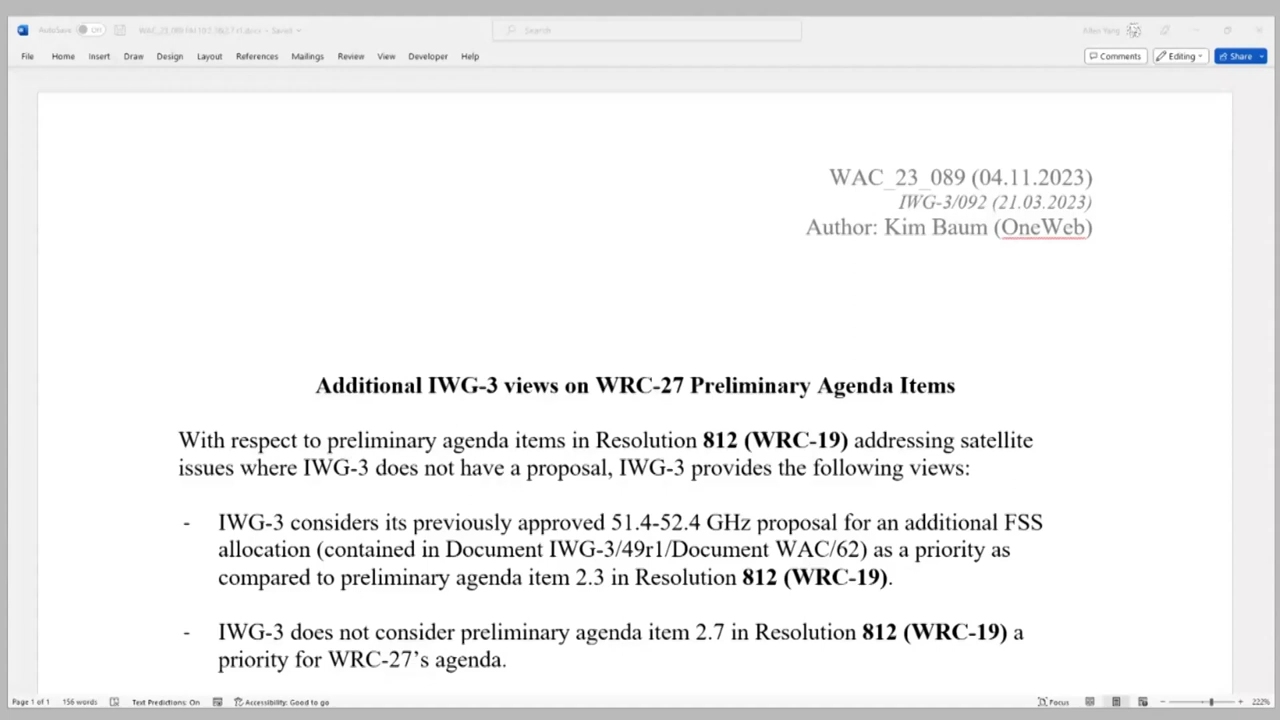 AutoSave Off
Search
Allen Yang
File Home Insert Draw Design Layout References Mailings Review View Developer Help
Comments Editing Share
WAC_23_089 (04.11.2023)
IWG-3/092 (21.03.2023)
Author: Kim Baum (OneWeb)
Additional IWG-3 views on WRC-27 Preliminary Agenda Items
With respect to preliminary agenda items in Resolution 812 (WRC-19) addressing satellite
issues where IWG-3 does not have a proposal, IWG-3 provides the following views:
- IWG-3 considers its previously approved 51.4-52.4 GHz proposal for an additional FSS
allocation (contained in Document IWG-3/49r1/Document WAC/62) as a priority as
compared to preliminary agenda item 2.3 in Resolution 812 (WRC-19).
- IWG-3 does not consider preliminary agenda item 2.7 in Resolution 812 (WRC-19) a
priority for WRC-27’s agenda.
Page 1 of 1 156 words Text Predictions: On Accessibility: Good to go Focus 222%